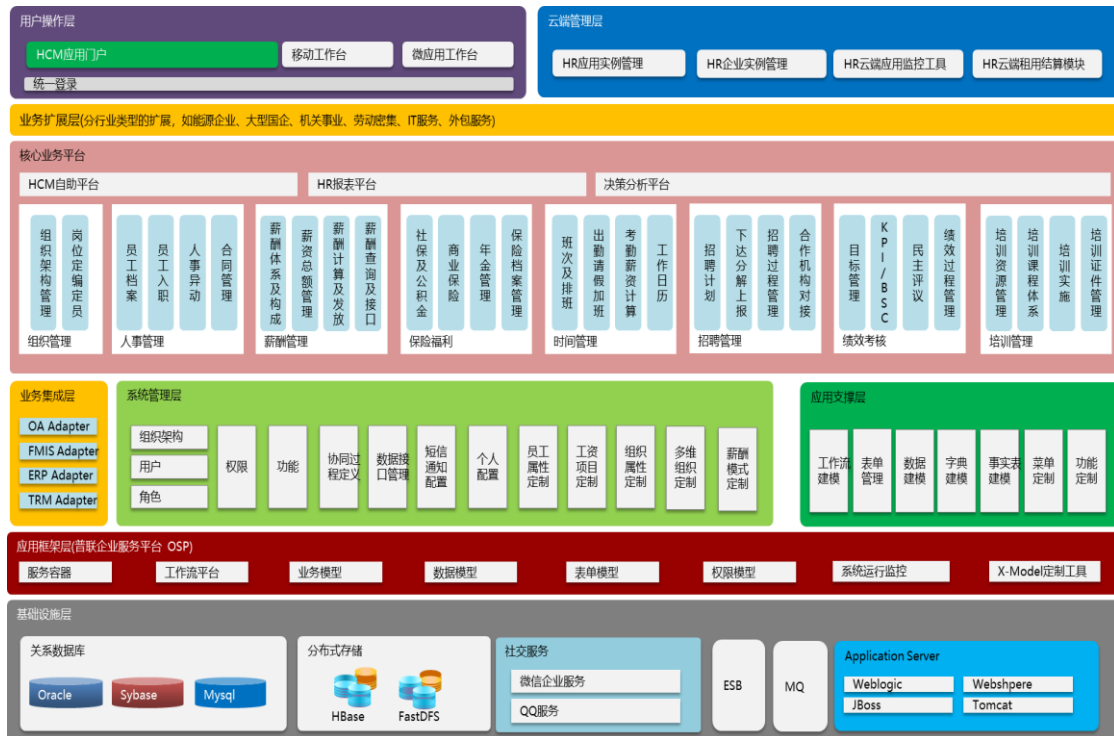 用户操作层
HCM应用门户
移动工作台
微应用工作台
统一登录
云端管理层
HR应用实例管理
HR企业实例管理
HR云端应用监控工具
HR云端租用结算模块
业务扩展层(分行业类型的扩展，如能源企业、大型国企、机关事业、劳动密集、IT服务、外包服务)
核心业务平台
HCM自助平台
HR报表平台
决策分析平台
组织架构管理
岗位定编定员
组织管理
员工档案
员工入职
人事异动
合同管理
人事管理
薪酬体系及构成
薪资总额管理
薪酬计算及发放
薪酬查询及接口
薪酬管理
社保及公积金
商业保险
年金管理
保险档案管理
保险福利
班次及排班
出勤请假加班
考勤薪资计算
工作日历
时间管理
招聘计划
下达分解上报
招聘过程管理
合作机构对接
招聘管理
目标管理
KPI/BSC
民主评议
绩效过程管理
绩效考核
培训资源管理
培训课程体系
培训实施
培训证件管理
培训管理
业务集成层
OA Adapter
FMIS Adapter
ERP Adapter
TRM Adapter
系统管理层
组织架构
用户
角色
权限
功能
协同过
程定义
数据接
口管理
短信
通知
配置
个人
配置
员工
属性
定制
工资
项目
定制
组织
属性
定制
多维
组织
定制
薪酬
模式
定制
应用支撑层
工作流
建模
表单
管理
数据
建模
字典
建模
事实表
建模
菜单
定制
功能
定制
应用框架层(普联企业服务平台 OSP)
服务容器
工作流平台
业务模型
数据模型
表单模型
权限模型
系统运行监控
X-Model定制工具
基础设施层
关系数据库
Oracle
Sybase
Mysql
分布式存储
HBase
FastDFS
社交服务
微信企业服务
QQ服务
ESB
MQ
Application Server
Weblogic
Webshpere
JBoss
Tomcat